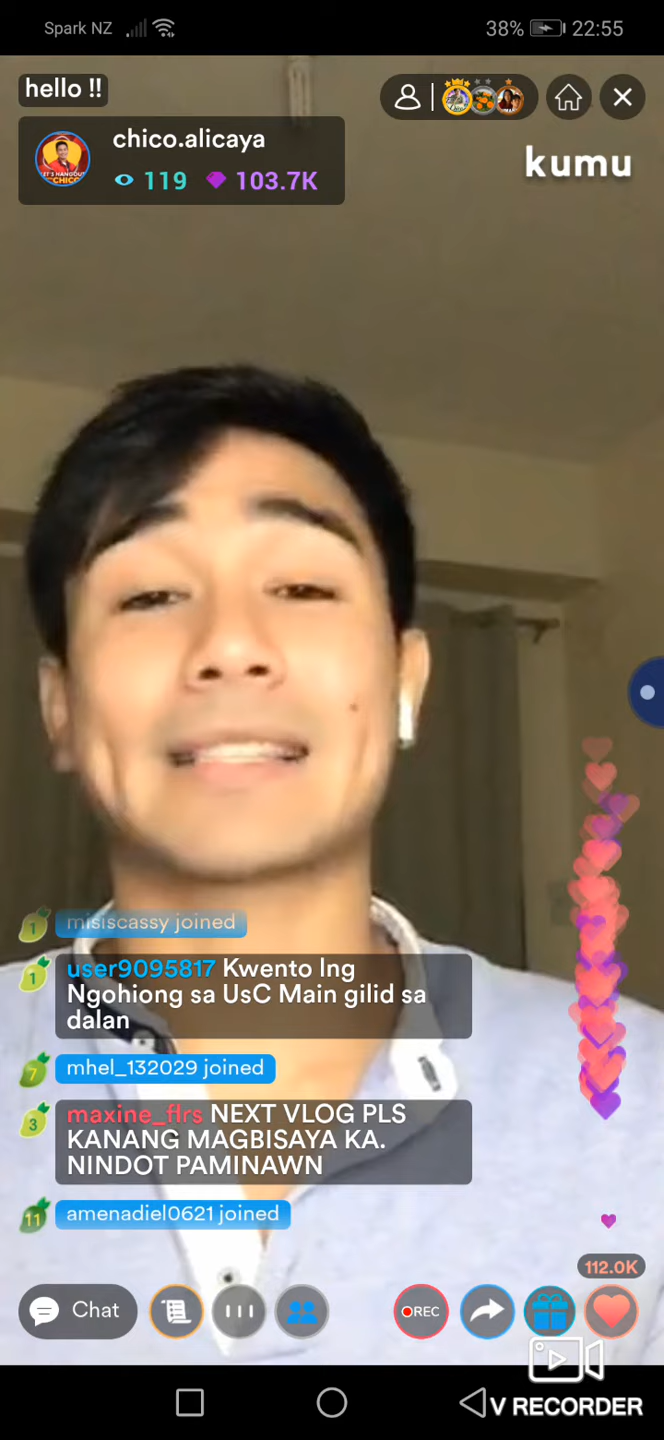 Spark NZ
38%
22:55
hello !!
chico.alicaya
119
103.7K
kumu
1
misiscassy joined
1
user9095817 Kwento lng
Ngohiong sa UsC Main gilid sa
dalan
7
mhel_132029 joined
3
maxine_flrs NEXT VLOG PLS
KANANG MAGBISAYA KA.
NINDOT PAMINAWN
11
amenadiel0621 joined
112.0K
Chat
REC
V RECORDER